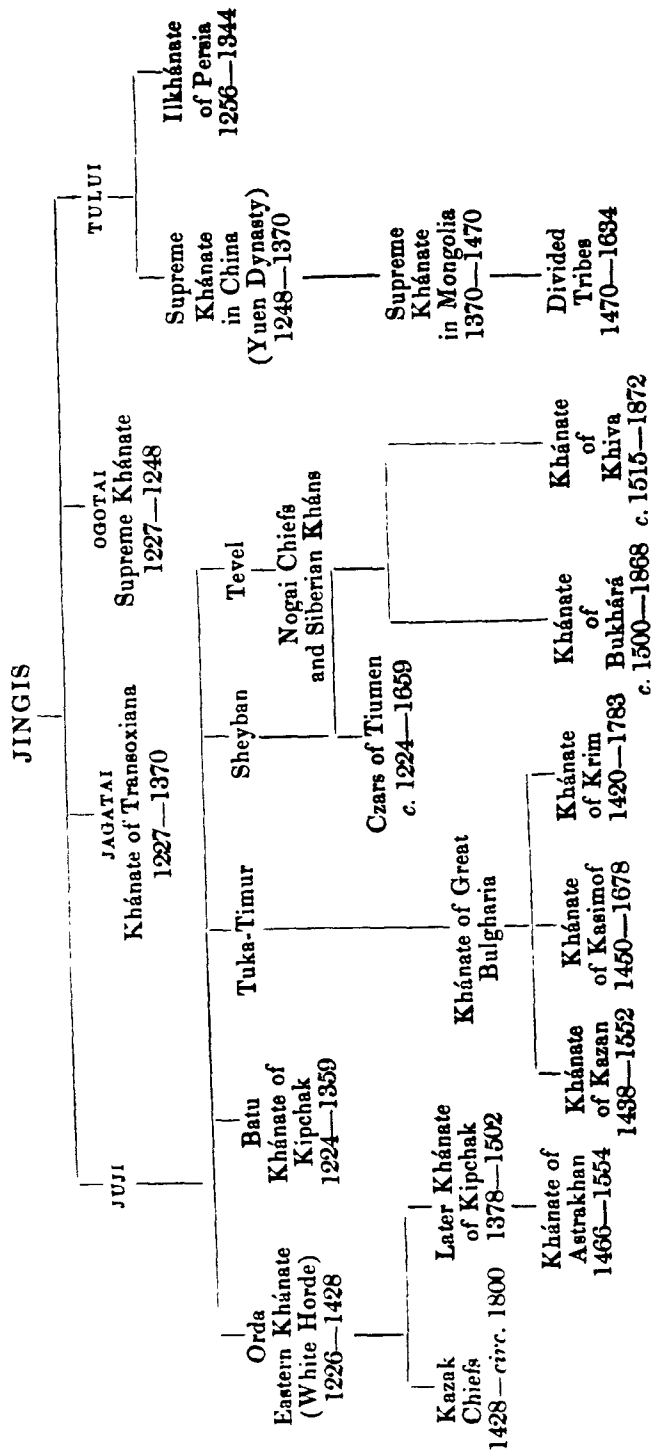 JINGIS
JUJI
JAGATAI
Khánate of Transoxiana
1227—1370
OGOTAI
Supreme Khánate
1227—1248
TULUI
Orda
Eastern Khánate
(White Horde)
1226—1428
Batu
Khánate of
Kipchak
1224—1359
Tuka-Timur
Sheyban
Tevel
Nogai Chiefs
and Siberian Kháns
Supreme
Khánate
in China
(Yuen Dynasty)
1248—1370
Ilkhánate
of Persia
1256—1344
Czars of Tiumen
c. 1224—1659
Supreme
Khánate
in Mongolia
1370—1470
Kazak
Chiefs
1428—circ. 1800
Later Khánate
of Kipchak
1378—1502
Khánate of Great
Bulgharia
Divided
Tribes
1470—1634
Khánate of
Astrakhan
1466—1554
Khánate
of Kazan
1438—1552
Khánate
of Kasimof
1450—1678
Khánate
of Krim
1420—1783
Khánate
of
Bukhárá
c. 1500—1868
Khánate
of
Khiva
c. 1515—1872